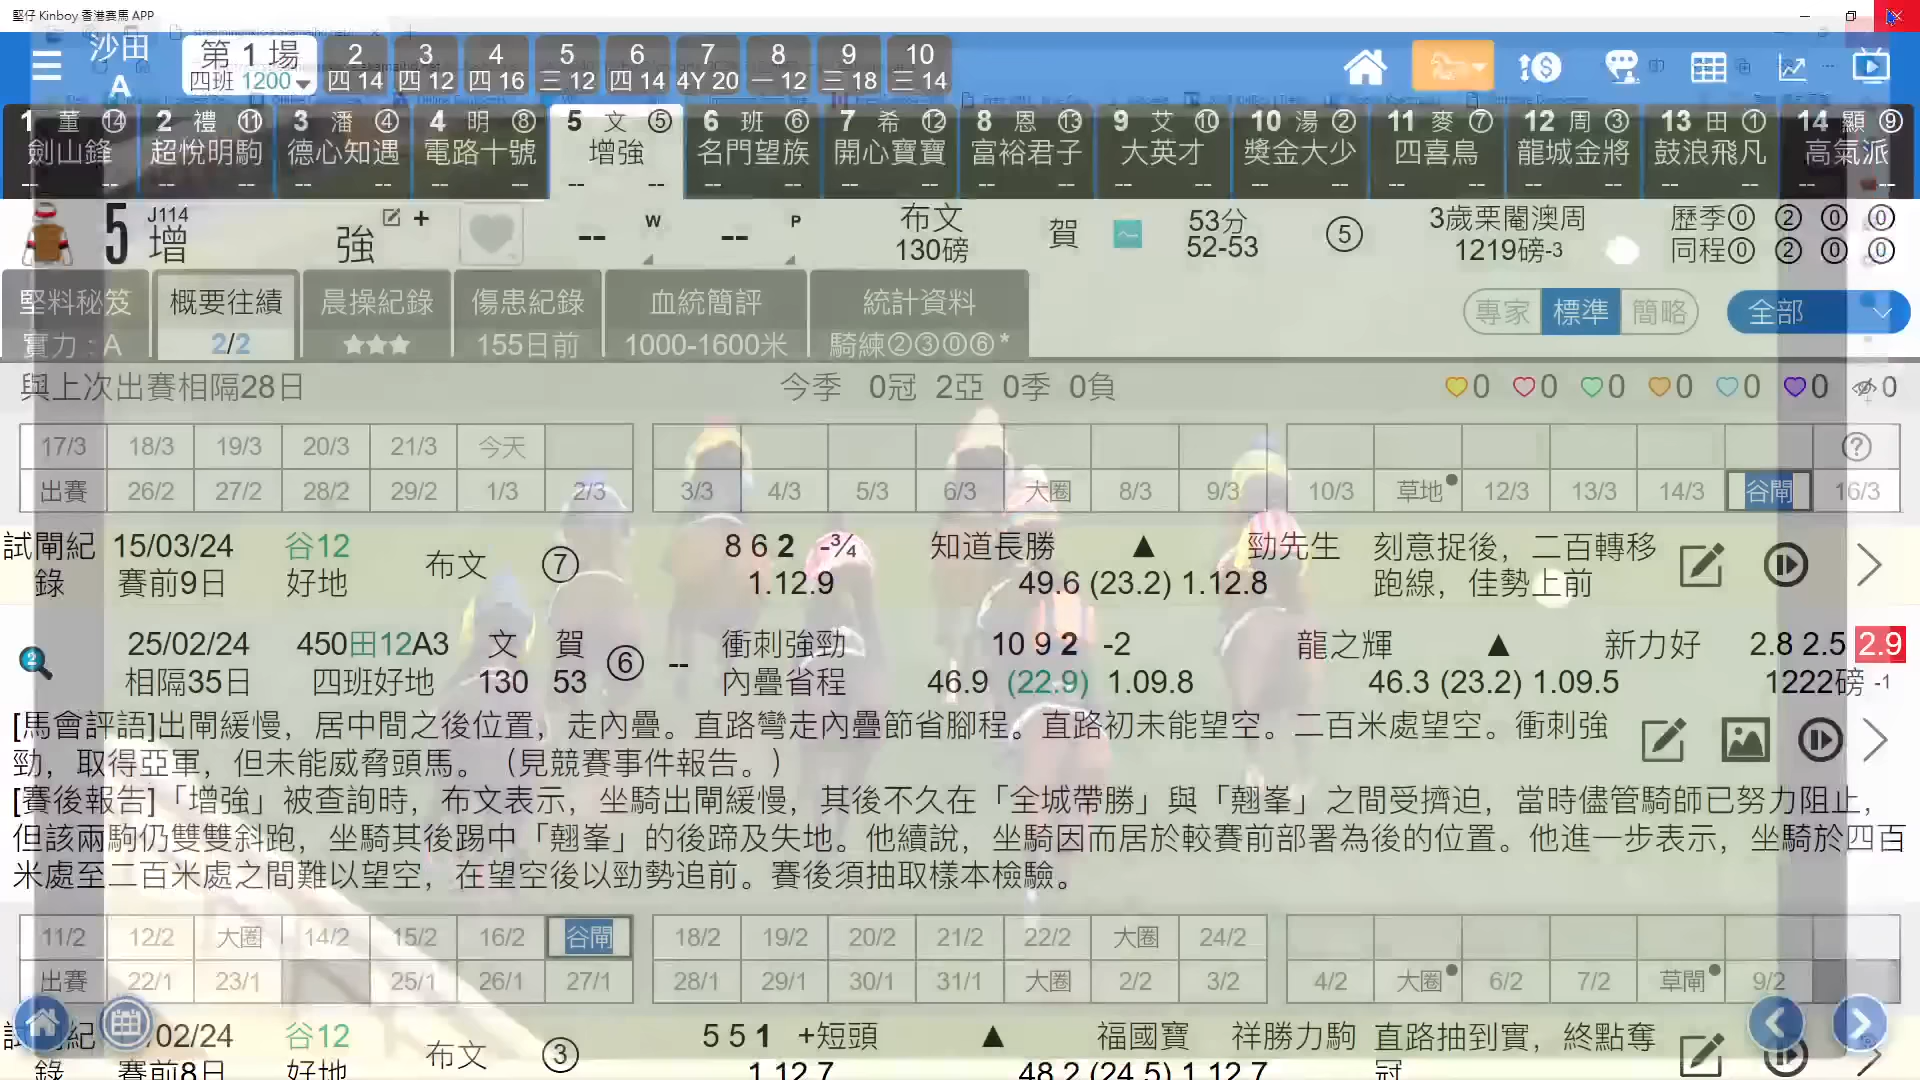 堅仔 Kinboy 香港賽馬 APP
沙田 A
第 1 場 2 3 4 5 6 7 8 9 10
四班 1200 四 14 四 12 四 16 三 12 四 14 4Y 20 一 12 三 18 三 14
1 董 ⑭ 2 禮 ⑪ 3 潘 ④ 4 明 ⑧ 5 文 ⑤ 6 班 ⑥ 7 希 ⑫ 8 恩 ⑬ 9 艾 ⑩ 10 湯 ② 11 麥 ⑦ 12 周 ③ 13 田 ① 14 顯 ⑨
劍山鋒 超悅明駒 德心知遇 電路十號 增強 名門望族 開心寶寶 富裕君子 大英才 獎金大少 四喜鳥 龍城金將 鼓浪飛凡 高氣派
-- -- -- -- -- -- -- -- -- -- -- -- -- -- -- -- -- -- -- -- -- -- -- -- -- -- -- --
5 J114 + -- W -- P 布文 賀 53分 ⑤ 3歲栗閹澳周 歷季⓪ ② ⓪ ⓪
增 強 130磅 52-53 1219磅-3 同程⓪ ② ⓪ ⓪
堅料秘笈 概要往績 晨操紀錄 傷患紀錄 血統簡評 統計資料 專家 標準 簡略 全部
實力：A 2/2 ★★★ 155日前 1000-1600米 騎練②③⓪⑥*
與上次出賽相隔28日 今季 0冠 2亞 0季 0負 0 0 0 0 0 0 0
17/3 18/3 19/3 20/3 21/3 今天 ?
出賽 26/2 27/2 28/2 29/2 1/3 2/3 3/3 4/3 5/3 6/3 大圈 8/3 9/3 10/3 草地 12/3 13/3 14/3 谷閘 16/3
試閘紀 15/03/24 谷12 布文 ⑦ 8 6 2 -¾ 知道長勝 ▲ 勁先生 刻意捉後，二百轉移
錄 賽前9日 好地 1.12.9 49.6 (23.2) 1.12.8 跑線，佳勢上前
2 25/02/24 450田12A3 文 賀 ⑥ -- 衝刺強勁 10 9 2 -2 龍之輝 ▲ 新力好 2.8 2.5 2.9
相隔35日 四班好地 130 53 內疊省程 46.9 (22.9) 1.09.8 46.3 (23.2) 1.09.5 1222磅 -1
[馬會評語]出閘緩慢，居中間之後位置，走內疊。直路彎走內疊節省腳程。直路初未能望空。二百米處望空。衝刺強
勁，取得亞軍，但未能威脅頭馬。（見競賽事件報告。）
[賽後報告]「增強」被查詢時，布文表示，坐騎出閘緩慢，其後不久在「全城帶勝」與「翹峯」之間受擠迫，當時儘管騎師已努力阻止，
但該兩駒仍雙雙斜跑，坐騎其後踢中「翹峯」的後蹄及失地。他續說，坐騎因而居於較賽前部署為後的位置。他進一步表示，坐騎於四百
米處至二百米處之間難以望空，在望空後以勁勢追前。賽後須抽取樣本檢驗。
11/2 12/2 大圈 14/2 15/2 16/2 谷閘 18/2 19/2 20/2 21/2 22/2 大圈 24/2
出賽 22/1 23/1 25/1 26/1 27/1 28/1 29/1 30/1 31/1 大圈 2/2 3/2 4/2 大圈 6/2 7/2 草閘 9/2
試 紀 02/24 谷12 布文 ③ 5 5 1 +短頭 ▲ 福國寶 祥勝力駒 直路抽到實，終點奪
錄 賽前8日 好地 1.12.7 48.2 (24.5) 1.12.7 冠